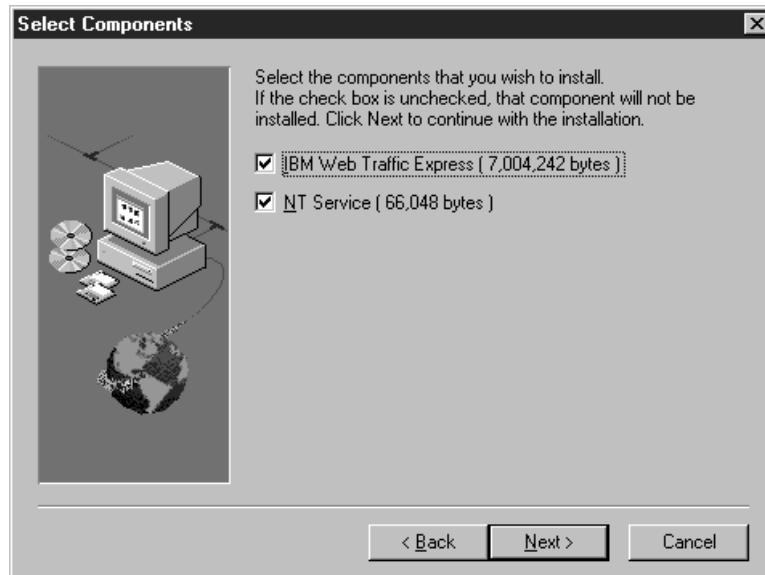 Select Components
Select the components that you wish to install.
If the check box is unchecked, that component will not be
installed. Click Next to continue with the installation.
IBM Web Traffic Express ( 7,004,242 bytes )
NT Service ( 66,048 bytes )
< Back
Next >
Cancel